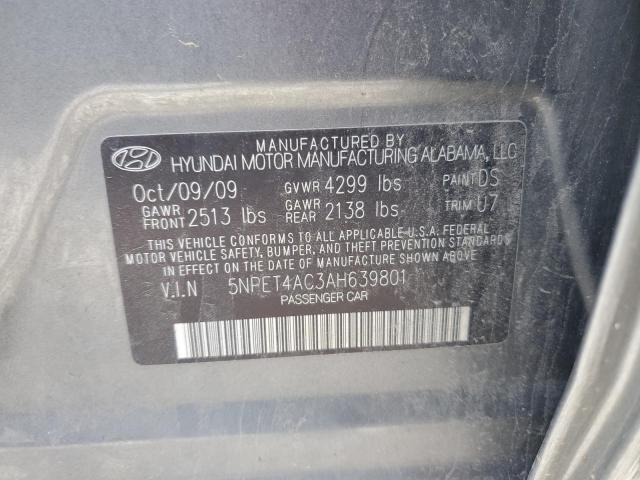 MANUFACTURED BY
HYUNDAI MOTOR MANUFACTURING ALABAMA, LLC
Oct/09/09 GVWR 4299 lbs PAINT DS
GAWR FRONT 2513 lbs GAWR REAR 2138 lbs TRIM U7
THIS VEHICLE CONFORMS TO ALL APPLICABLE U.S.A. FEDERAL
MOTOR VEHICLE SAFETY, BUMPER, AND THEFT PREVENTION STANDARDS
IN EFFECT ON THE DATE OF MANUFACTURE SHOWN ABOVE.
V.I.N 5NPET4AC3AH639801
PASSENGER CAR